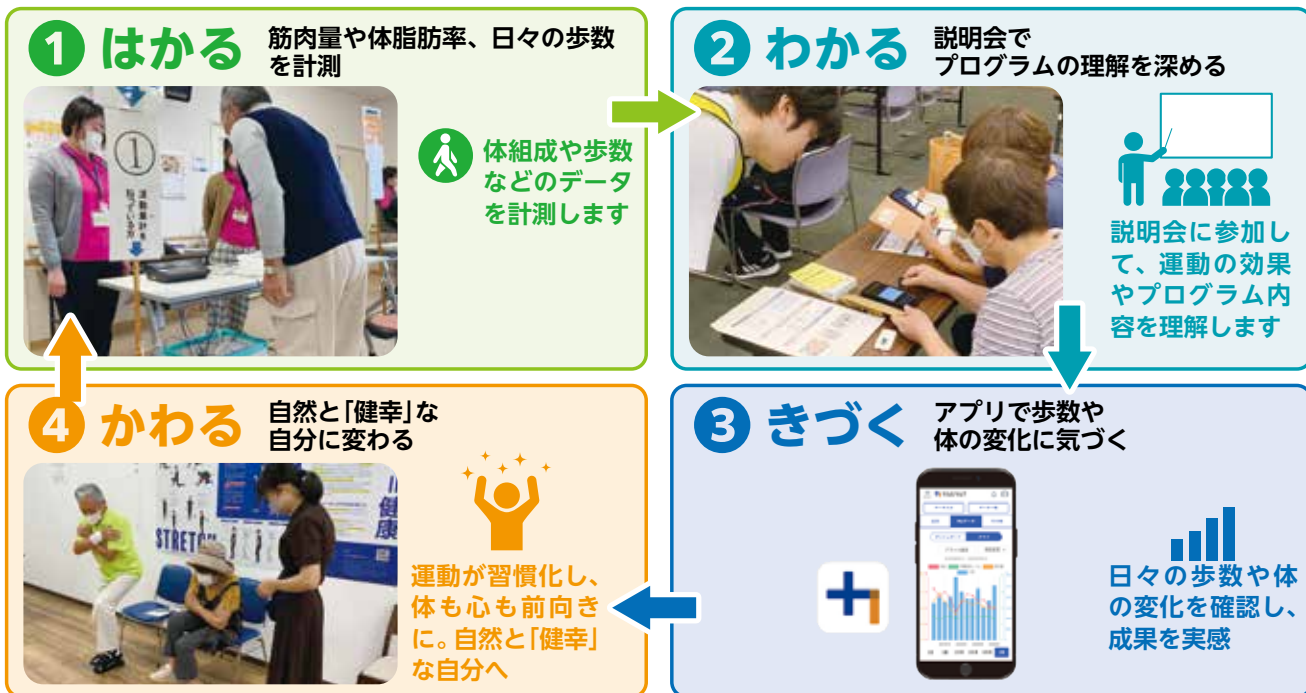 1 はかる
筋肉量や体脂肪率、日々の歩数
を計測
①
体組成や歩数
などのデータ
を計測します
2 わかる
説明会で
プログラムの理解を深める
説明会に参加し
て、運動の効果
やプログラム内
容を理解します
3 きづく
アプリで歩数や
体の変化に気づく
日々の歩数や体
の変化を確認し、
成果を実感
4 かわる
自然と「健幸」な
自分に変わる
STRETCH
健康
運動が習慣化し、
体も心も前向き
に。自然と「健幸」
な自分へ